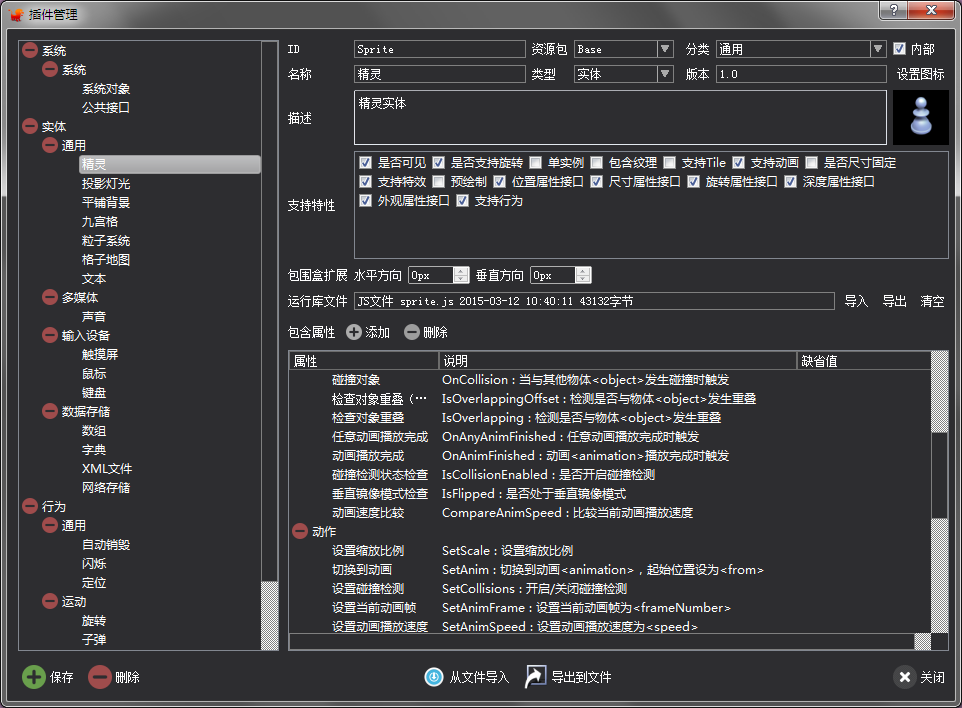 插件管理
系统
系统
系统对象
公共接口
实体
通用
精灵
投影灯光
平铺背景
九宫格
粒子系统
格子地图
文本
多媒体
声音
输入设备
触摸屏
鼠标
键盘
数据存储
数组
字典
XML文件
网络存储
行为
通用
自动销毁
闪烁
定位
运动
旋转
子弹
ID Sprite 资源包 Base 分类 通用 内部
名称 精灵 类型 实体 版本 1.0 设置图标
描述 精灵实体
支持特性
是否可见 是否支持旋转 单实例 包含纹理 支持Tile 支持动画 是否尺寸固定
支持特效 预绘制 位置属性接口 尺寸属性接口 旋转属性接口 深度属性接口
外观属性接口 支持行为
包围盒扩展 水平方向 0px 垂直方向 0px
运行库文件 JS文件 sprite.js 2015-03-12 10:40:11 43132字节 导入 导出 清空
包含属性 添加 删除
属性 说明 缺省值
碰撞对象 OnCollision : 当与其他物体<object>发生碰撞时触发
检查对象重叠 (… IsOverlappingOffset : 检测是否与物体<object>发生重叠
检查对象重叠 IsOverlapping : 检测是否与物体<object>发生重叠
任意动画播放完成 OnAnyAnimFinished : 任意动画播放完成时触发
动画播放完成 OnAnimFinished : 动画<animation>播放完成时触发
碰撞检测状态检查 IsCollisionEnabled : 是否开启碰撞检测
垂直镜像模式检查 IsFlipped : 是否处于垂直镜像模式
动画速度比较 CompareAnimSpeed : 比较当前动画播放速度
动作
设置缩放比例 SetScale : 设置缩放比例
切换到动画 SetAnim : 切换到动画<animation>，起始位置设为<from>
设置碰撞检测 SetCollisions : 开启/关闭碰撞检测
设置当前动画帧 SetAnimFrame : 设置当前动画帧为<frameNumber>
设置动画播放速度 SetAnimSpeed : 设置动画播放速度为<speed>
保存 删除 从文件导入 导出到文件 关闭